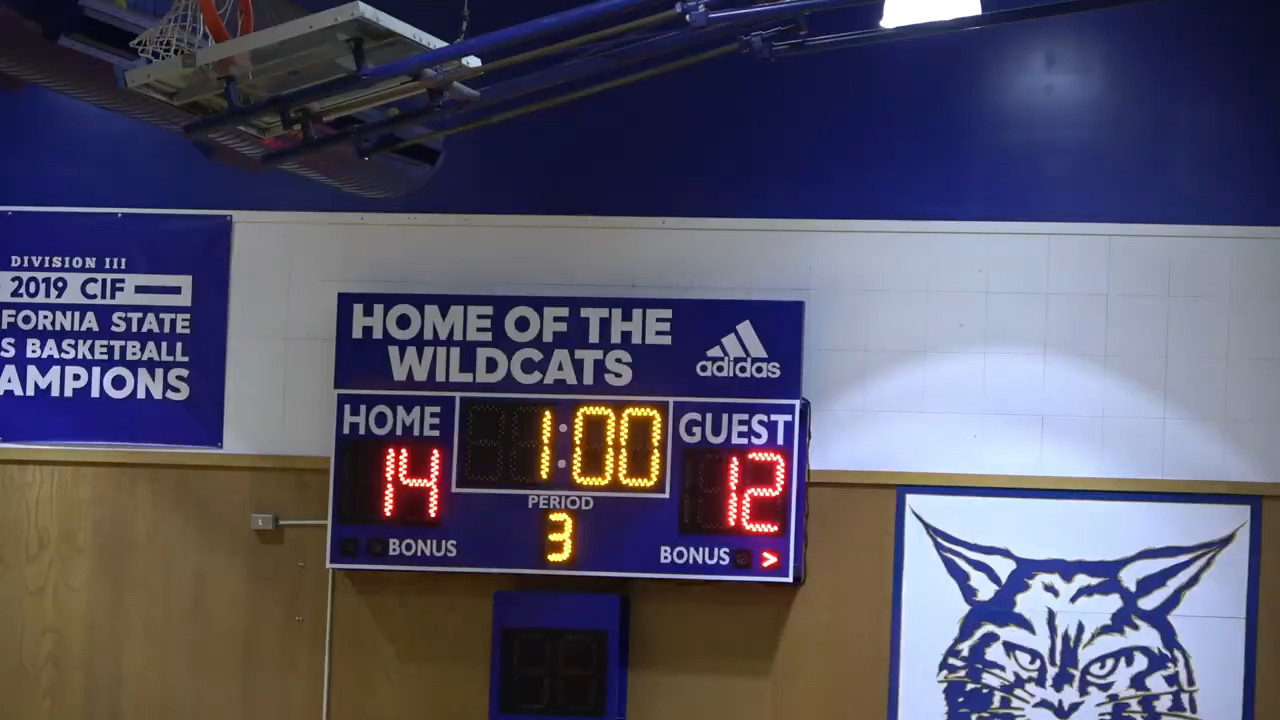 DIVISION III
2019 CIF
FORNIA STATE
S BASKETBALL
AMPIONS
HOME OF THE
WILDCATS
adidas
HOME
1:00
GUEST
14
12
PERIOD
3
BONUS
BONUS >